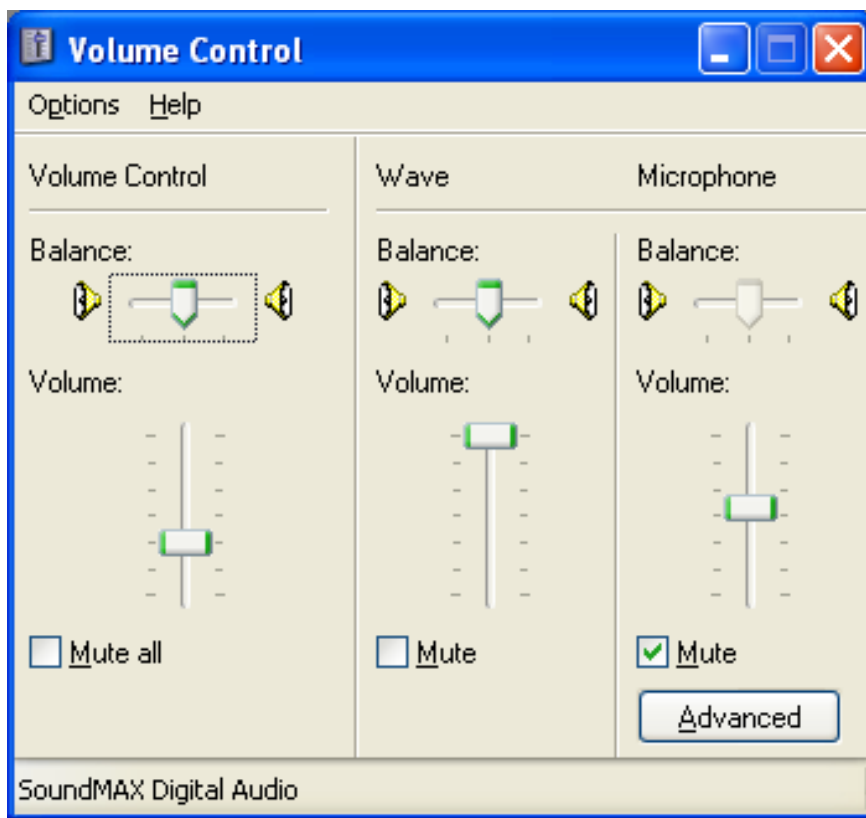 Volume Control
Options Help
Volume Control Wave Microphone
Balance: Balance: Balance:
Volume: Volume: Volume:
Mute all Mute Mute
Advanced
SoundMAX Digital Audio